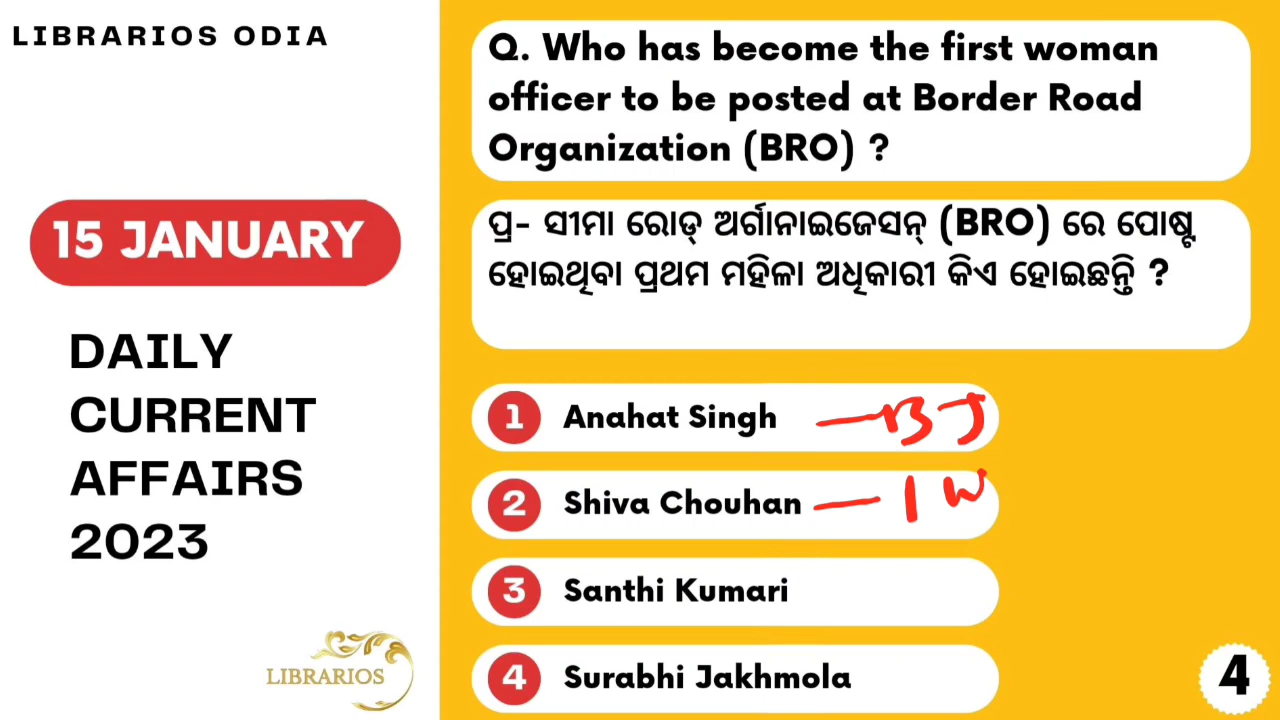 LIBRARIOS ODIA
15 JANUARY
DAILY
CURRENT
AFFAIRS
2023
LIBRARIOS
Q. Who has become the first woman
officer to be posted at Border Road
Organization (BRO) ?
ପ୍ର- ସୀମା ରୋଡ୍ ଅର୍ଗାନାଇଜେସନ୍ (BRO) ରେ ପୋଷ୍ଟ
ହୋଇଥିବା ପ୍ରଥମ ମହିଳା ଅଧିକାରୀ କିଏ ହୋଇଛନ୍ତି ?
1 Anahat Singh — BJ
2 Shiva Chouhan — 1 W
3 Santhi Kumari
4 Surabhi Jakhmola
4